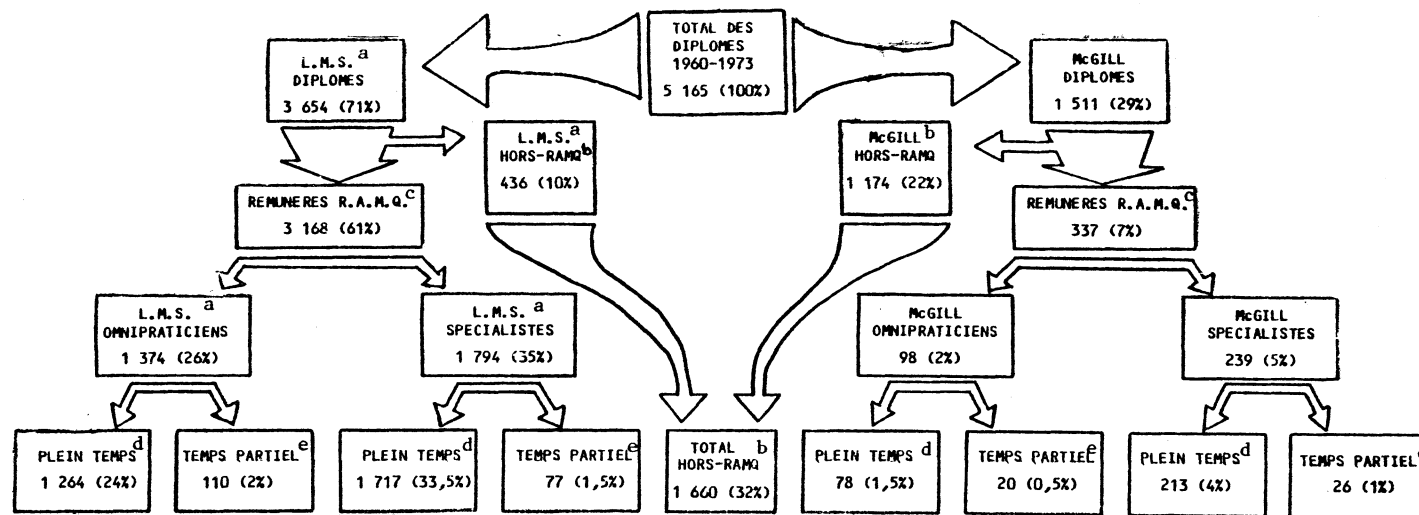 TOTAL DES
DIPLOMES
1960-1973
5 165 (100%)
L.M.S. a
DIPLOMES
3 654 (71%)
McGILL
DIPLOMES
1 511 (29%)
L.M.S. a
HORS-RAMQ b
436 (10%)
McGILL b
HORS-RAMQ
1 174 (22%)
REMUNERES R.A.M.Q. c
3 168 (61%)
REMUNERES R.A.M.Q. c
337 (7%)
L.M.S. a
OMNIPRATICIENS
1 374 (26%)
L.M.S. a
SPECIALISTES
1 794 (35%)
McGILL
OMNIPRATICIENS
98 (2%)
McGILL
SPECIALISTES
239 (5%)
PLEIN TEMPS d
1 264 (24%)
TEMPS PARTIEL e
110 (2%)
PLEIN TEMPS d
1 717 (33,5%)
TEMPS PARTIEL e
77 (1,5%)
TOTAL b
HORS-RAMQ
1 660 (32%)
PLEIN TEMPS d
78 (1,5%)
TEMPS PARTIEL e
20 (0,5%)
PLEIN TEMPS d
213 (4%)
TEMPS PARTIEL
26 (1%)